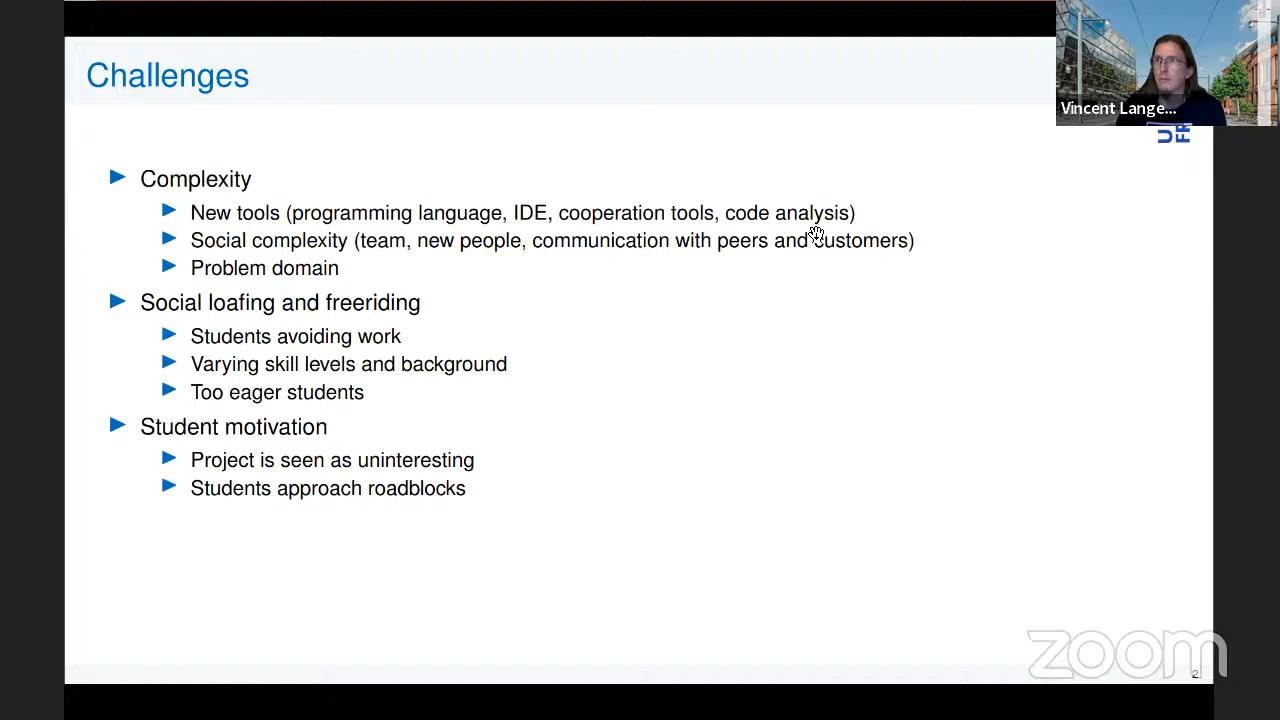 Challenges
Vincent Lange...
U
FR
Complexity
New tools (programming language, IDE, cooperation tools, code analysis)
Social complexity (team, new people, communication with peers and customers)
Problem domain
Social loafing and freeriding
Students avoiding work
Varying skill levels and background
Too eager students
Student motivation
Project is seen as uninteresting
Students approach roadblocks
zoom
2